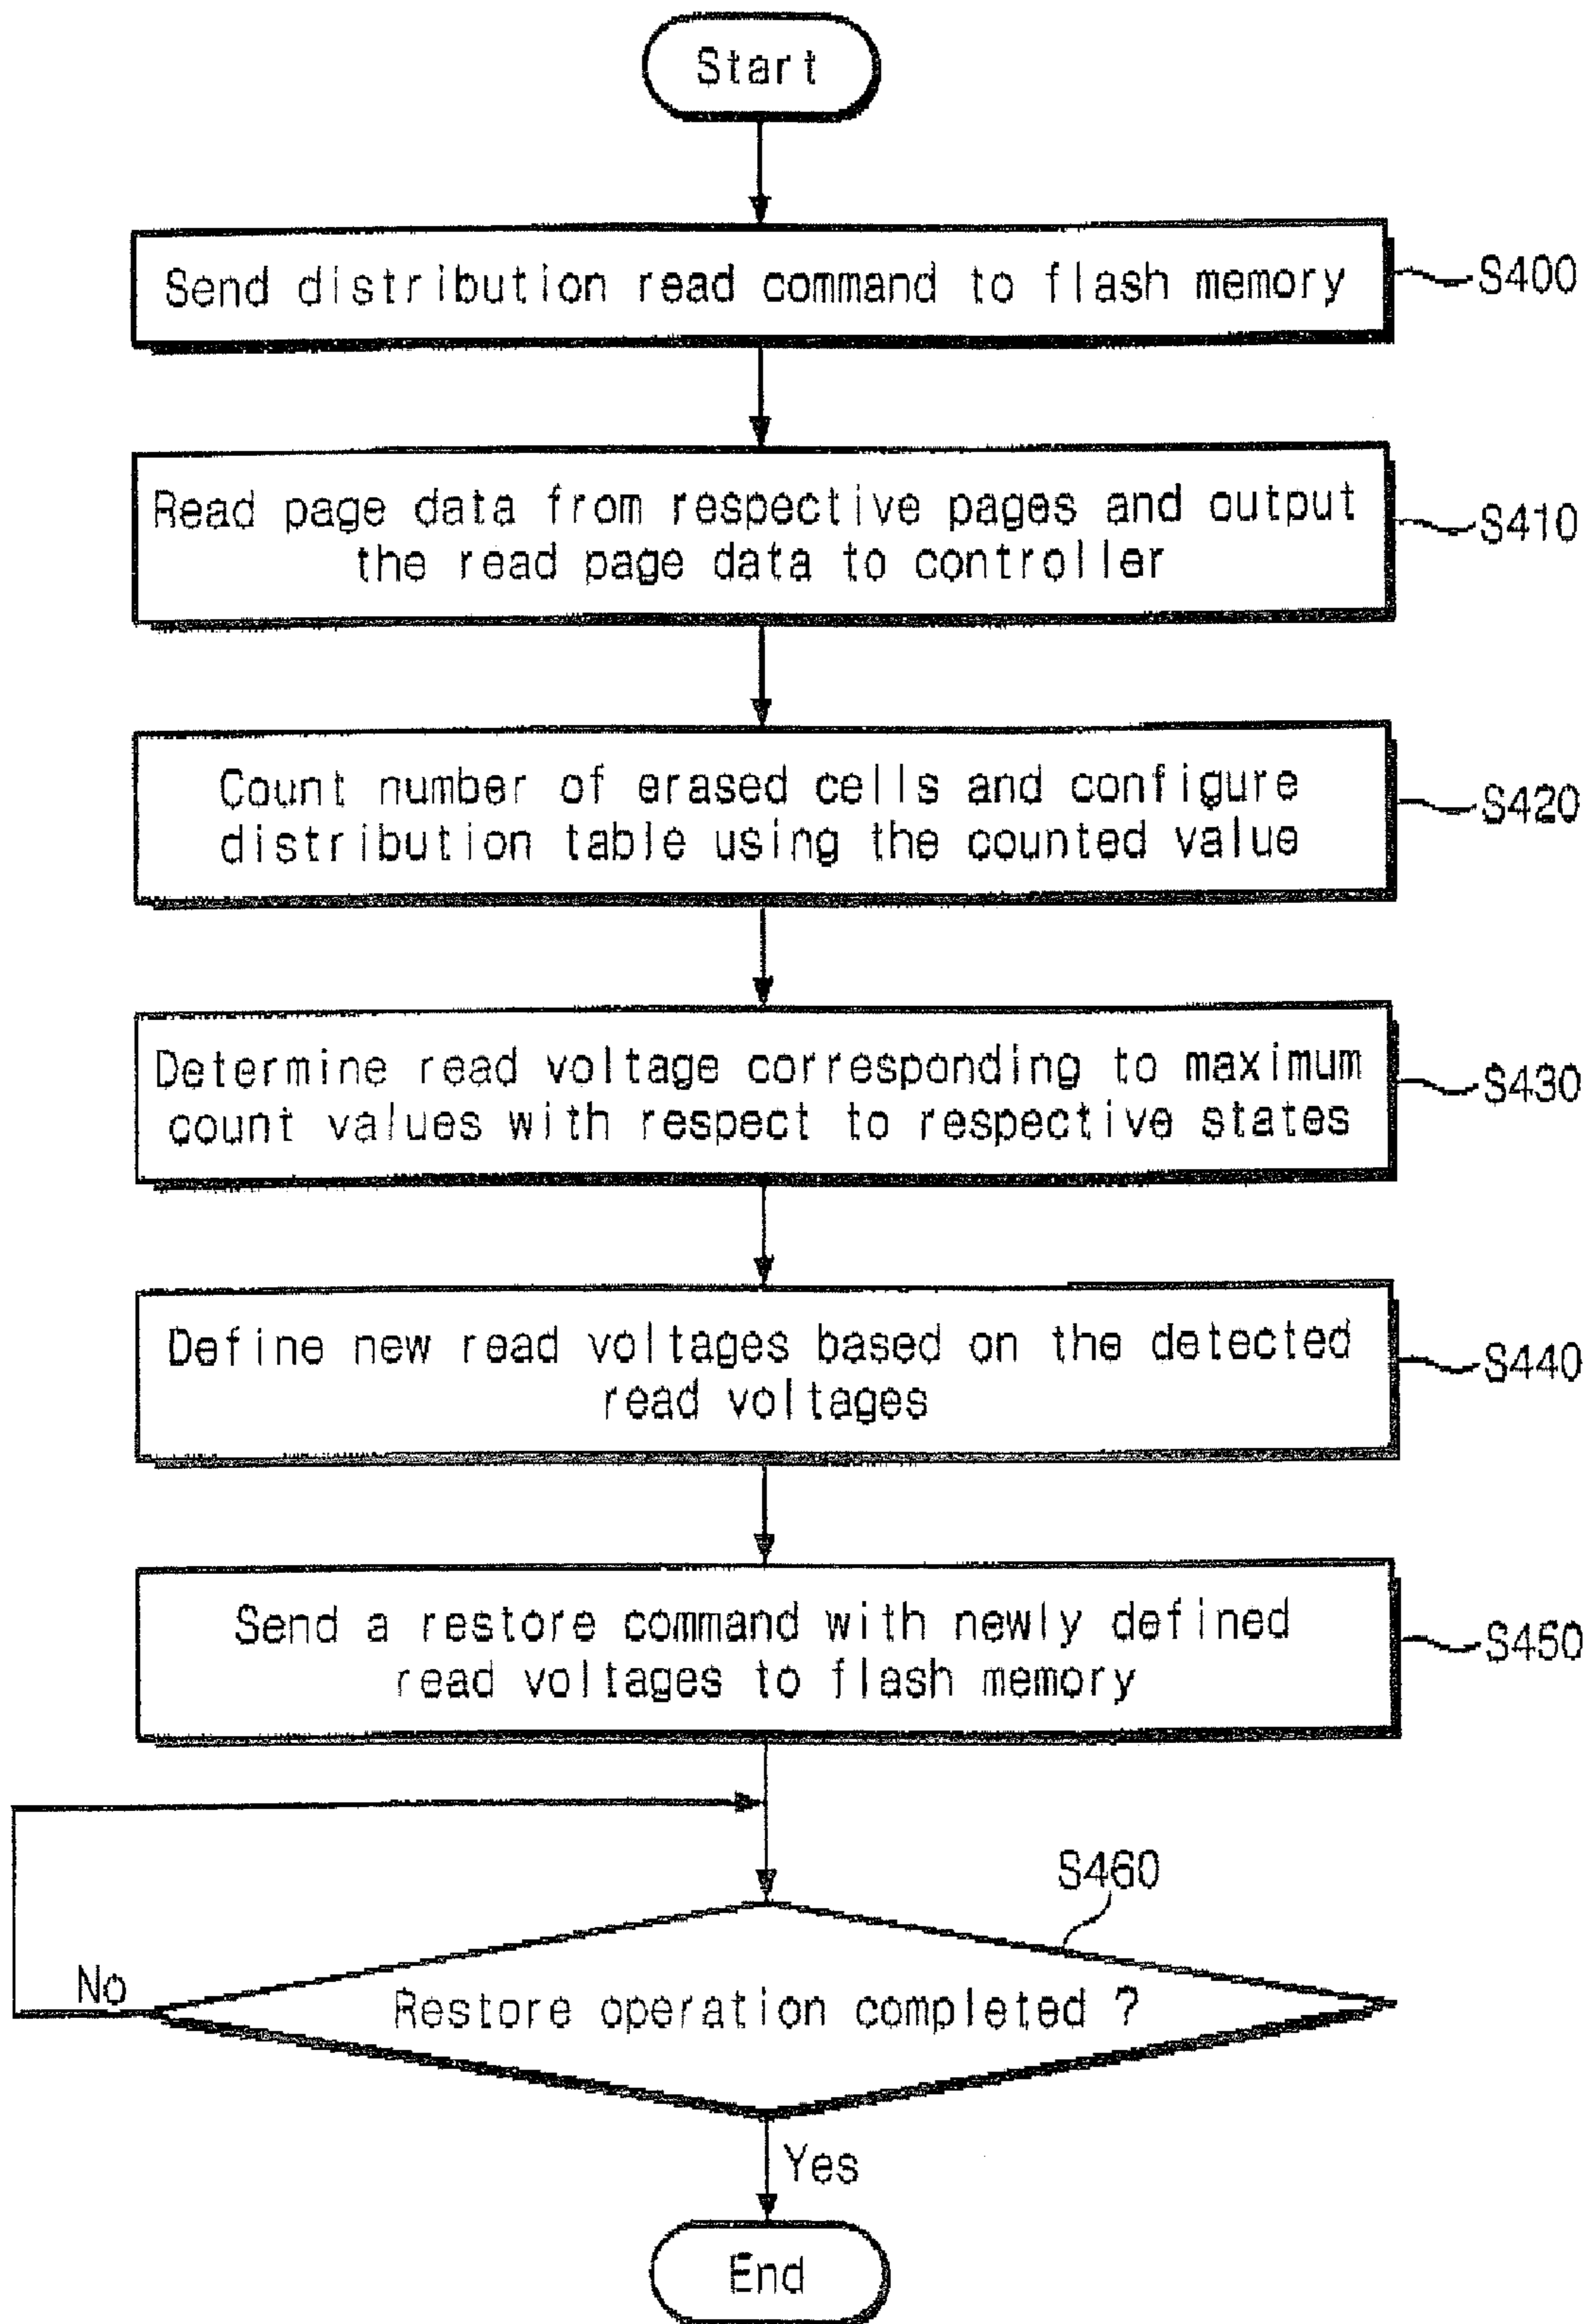 Start
Send distribution read command to flash memory
S400
Read page data from respective pages and output
the read page data to controller
S410
Count number of erased cells and configure
distribution table using the counted value
S420
Determine read voltage corresponding to maximum
count values with respect to respective states
S430
Define new read voltages based on the detected
read voltages
S440
Send a restore command with newly defined
read voltages to flash memory
S450
S460
No
Restore operation completed ?
Yes
End